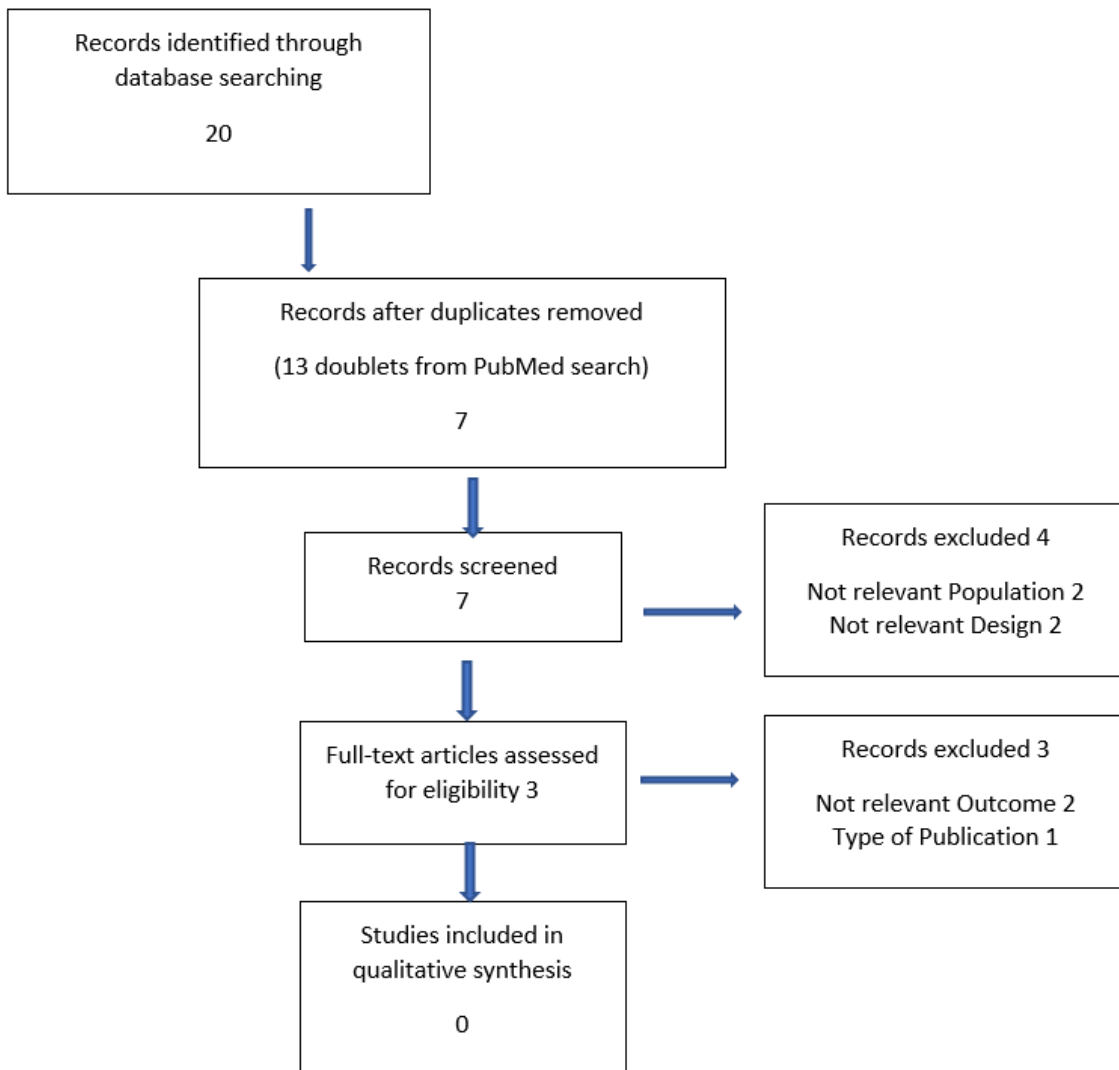 Records identified through
database searching
20
Records after duplicates removed
(13 doublets from PubMed search)
7
Records screened
7
Records excluded 4
Not relevant Population 2
Not relevant Design 2
Full-text articles assessed
for eligibility 3
Records excluded 3
Not relevant Outcome 2
Type of Publication 1
Studies included in
qualitative synthesis
0